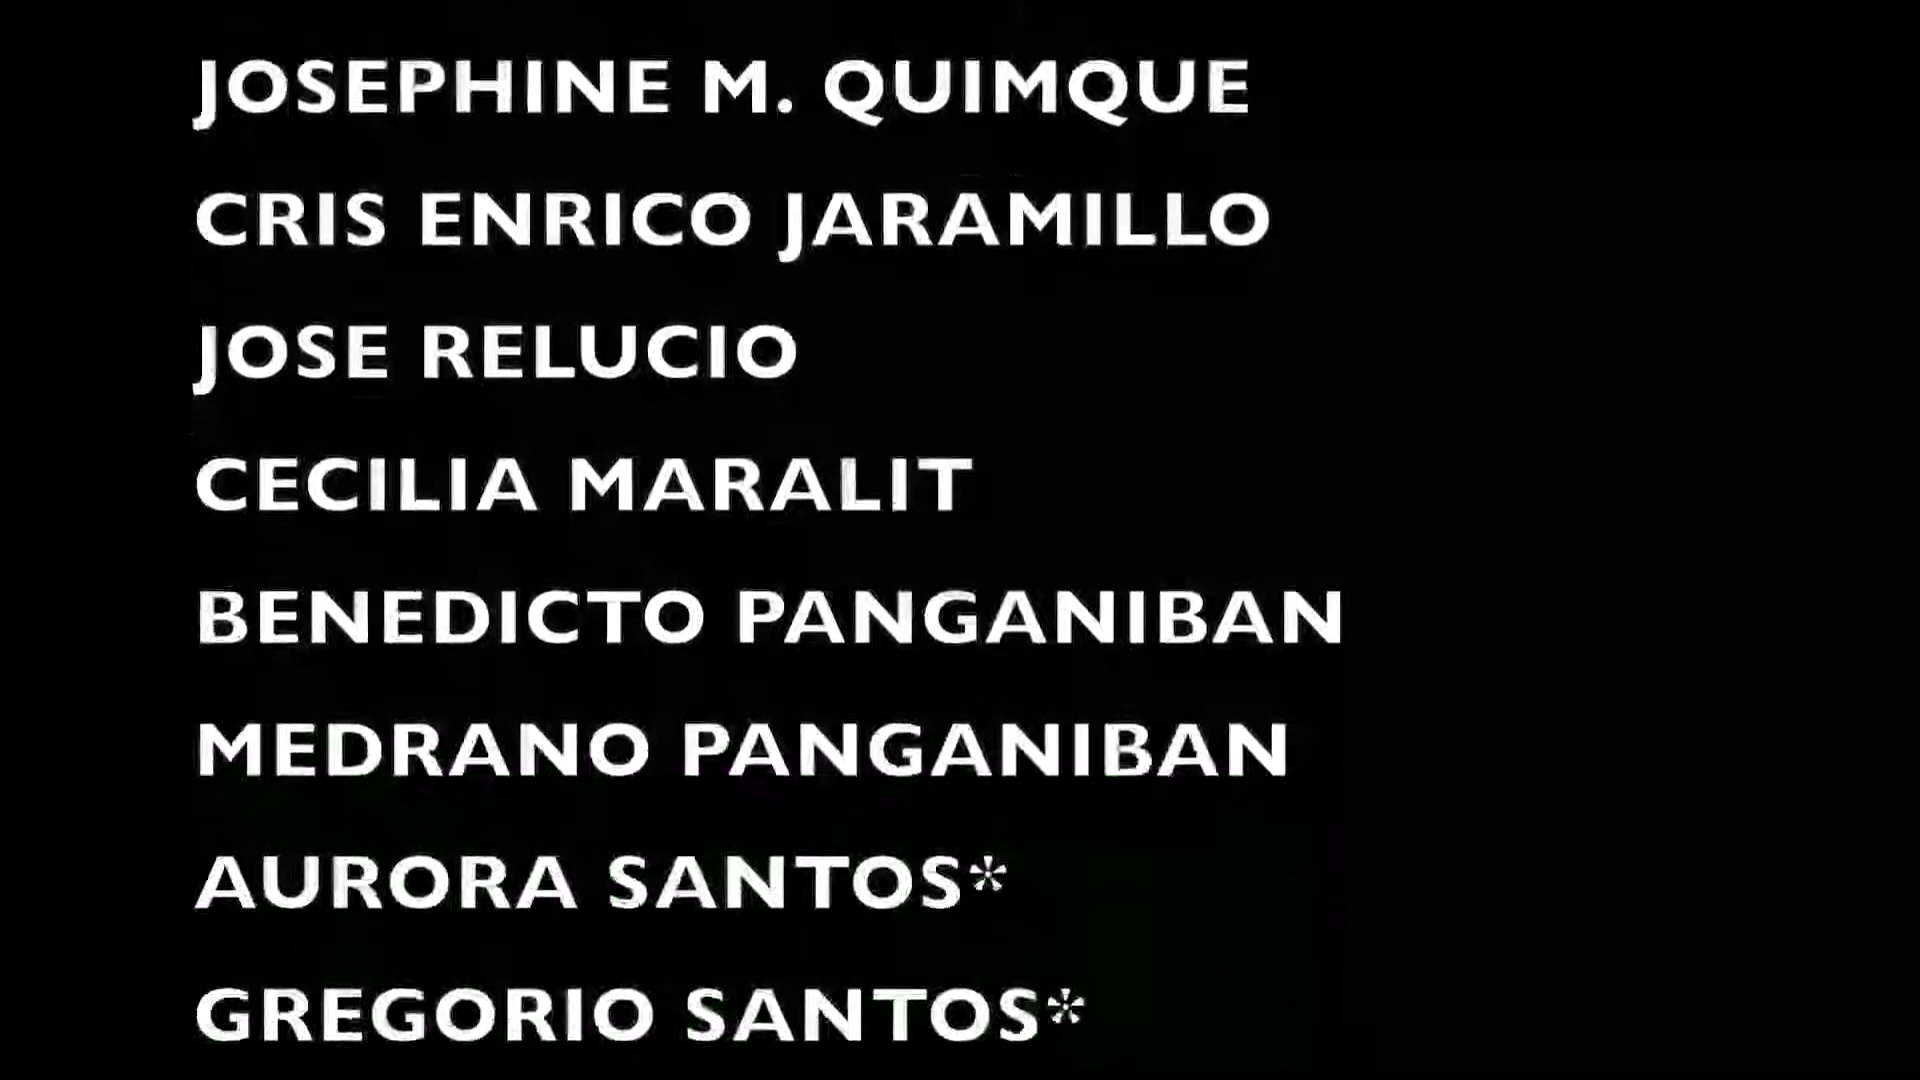 JOSEPHINE M. QUIMQUE
CRIS ENRICO JARAMILLO
JOSE RELUCIO
CECILIA MARALIT
BENEDICTO PANGANIBAN
MEDRANO PANGANIBAN
AURORA SANTOS*
GREGORIO SANTOS*